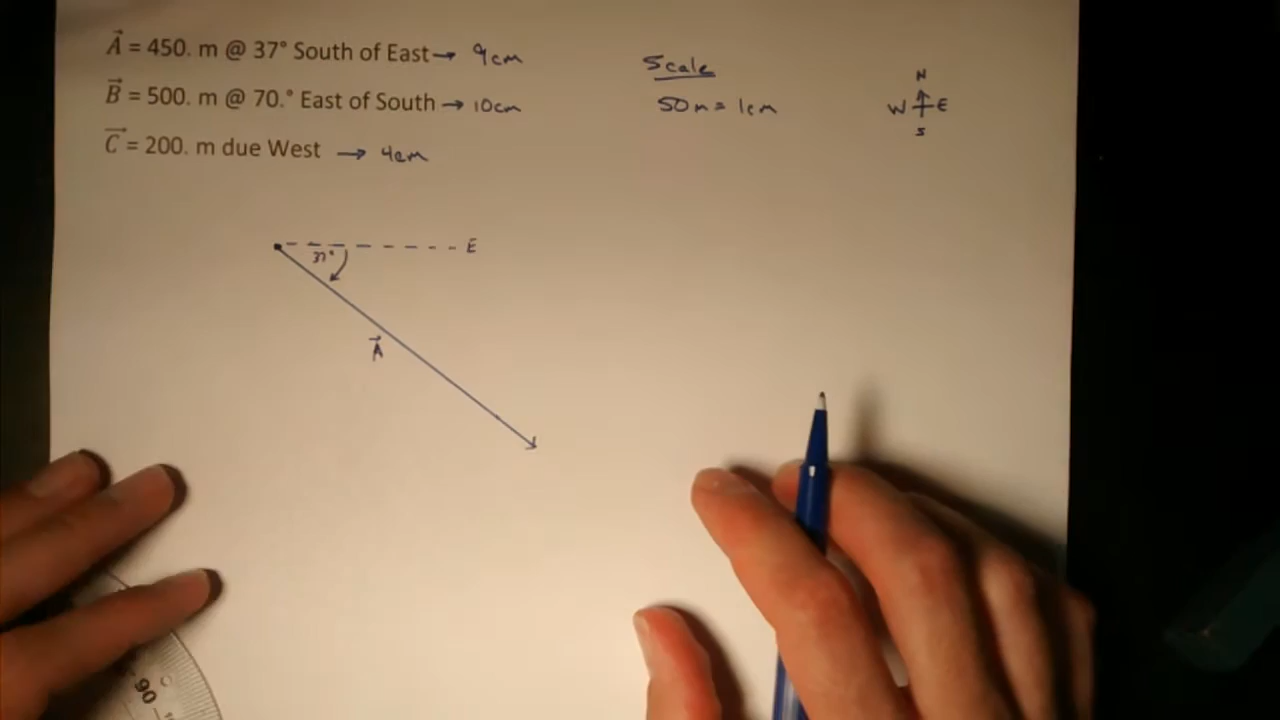 A⃗ = 450. m @ 37° South of East → 9cm
B⃗ = 500. m @ 70.° East of South → 10cm
C⃗ = 200. m due West → 4cm
Scale
50m = 1cm
N
W E
S
E
37°
A⃗
90